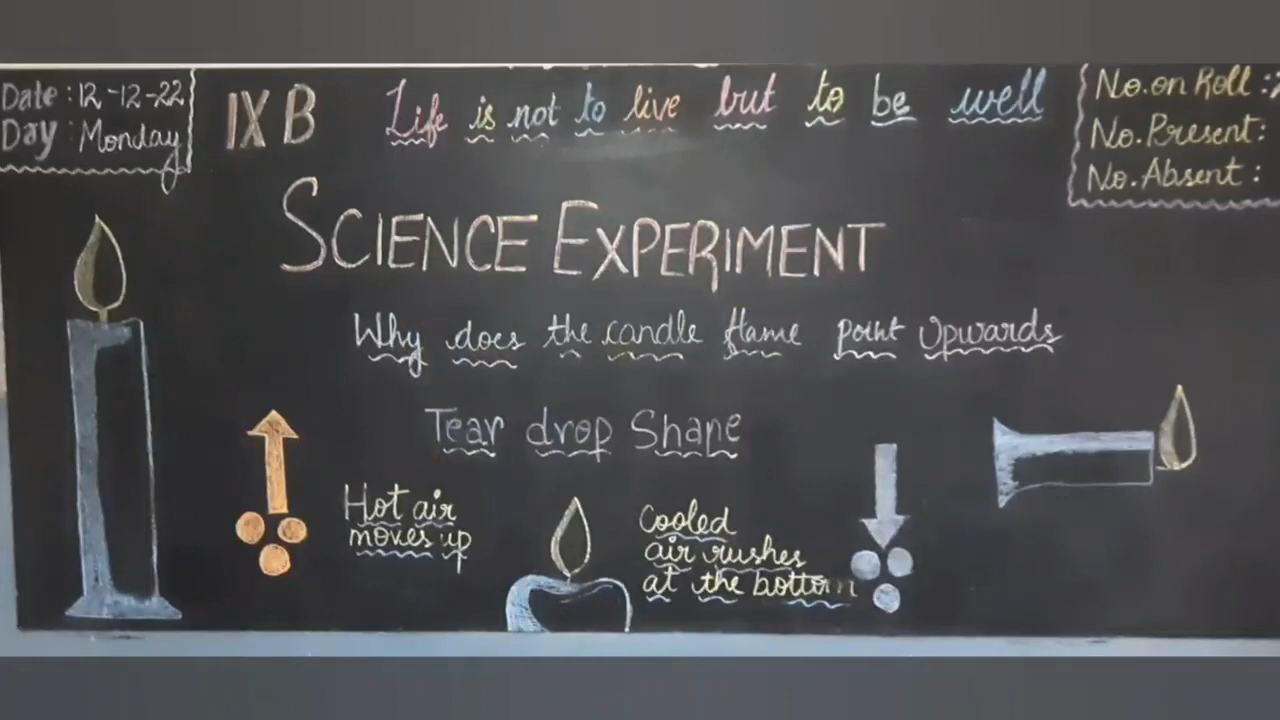 Date : 12-12-22
Day : Monday
IX B
Life is not to live but to be well
No. on Roll :
No. Present :
No. Absent :
SCIENCE EXPERIMENT
Why does the candle flame point Upwards
Tear drop Shape
Hot air
moves up
Cooled
air rushes
at the bottom